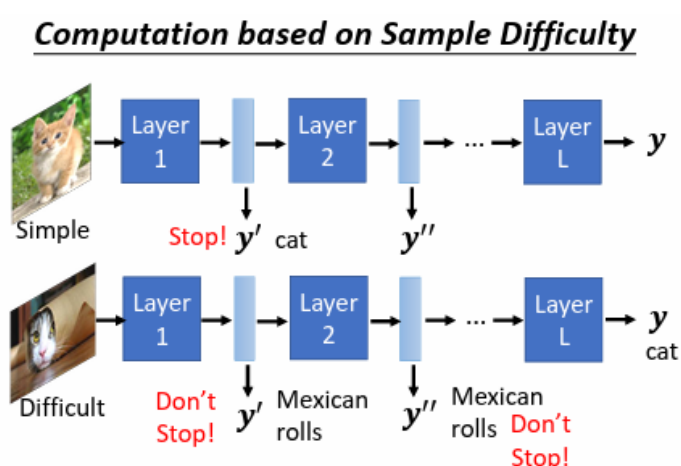 Computation based on Sample Difficulty
Layer 1
Layer 2
...
Layer L
y
Simple
Stop! y′ cat
y′′
Layer 1
Layer 2
...
Layer L
y
cat
Difficult
Don't Stop!
y′
Mexican rolls
y′′
Mexican rolls
Don't Stop!